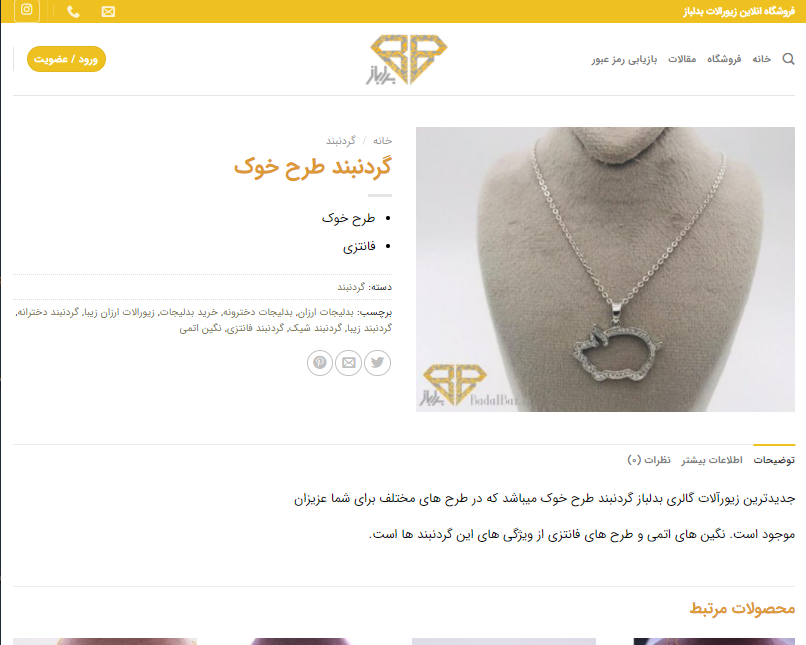 فروشگاه انلاین زیورالات بدلباز
خانه
فروشگاه
مقالات
بازیابی رمز عبور
بدلباز
ورود / عضویت
خانه / گردنبند
گردنبند طرح خوک
طرح خوک
فانتزی
دسته: گردنبند
برچسب: بدلیجات ارزان, بدلیجات دخترونه, خرید بدلیجات, زیورالات ارزان زیبا, گردنبند دخترانه,
گردنبند زیبا, گردنبند شیک, گردنبند فانتزی, نگین اتمی
بدلباز
توضیحات
اطلاعات بیشتر
نظرات (0)
جدیدترین زیورآلات گالری بدلباز گردنبند طرح خوک میباشد که در طرح های مختلف برای شما عزیزان
موجود است. نگین های اتمی و طرح های فانتزی از ویژگی های این گردنبند ها است.
محصولات مرتبط